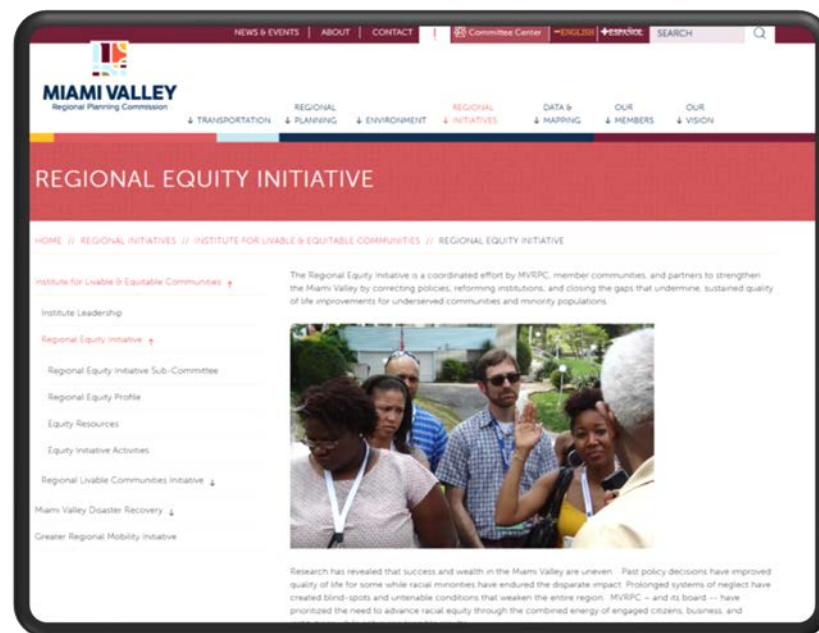 NEWS & EVENTS | ABOUT | CONTACT
! Committee Center
ENGLISH
+ESPAÑOL
SEARCH
MIAMI VALLEY
Regional Planning Commission
↓ TRANSPORTATION
REGIONAL
↓ PLANNING
↓ ENVIRONMENT
REGIONAL
↓ INITIATIVES
DATA &
↓ MAPPING
OUR
↓ MEMBERS
OUR
↓ VISION
REGIONAL EQUITY INITIATIVE
HOME // REGIONAL INITIATIVES // INSTITUTE FOR LIVABLE & EQUITABLE COMMUNITIES // REGIONAL EQUITY INITIATIVE
Institute for Livable & Equitable Communities ↑
Institute Leadership
Regional Equity Initiative ↑
Regional Equity Initiative Sub-Committee
Regional Equity Profile
Equity Resources
Equity Initiative Activities
Regional Livable Communities Initiative ↓
Miami Valley Disaster Recovery ↓
Greater Regional Mobility Initiative
The Regional Equity Initiative is a coordinated effort by MVRPC, member communities, and partners to strengthen
the Miami Valley by correcting policies, reforming institutions, and closing the gaps that undermine, sustained quality
of life improvements for underserved communities and minority populations.
Research has revealed that success and wealth in the Miami Valley are uneven. Past policy decisions have improved
quality of life for some while racial minorities have endured the disparate impact. Prolonged systems of neglect have
created blind-spots and untenable conditions that weaken the entire region. MVRPC – and its board -- have
prioritized the need to advance racial equity through the combined energy of engaged citizens, business, and